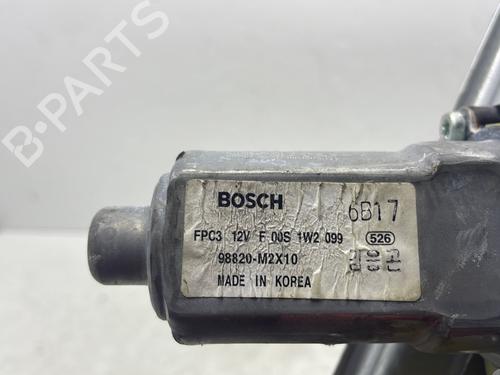 B-PARTS
BOSCH 6B17
FPC3 12V F 00S 1W2 099 526
98820-M2X10
MADE IN KOREA